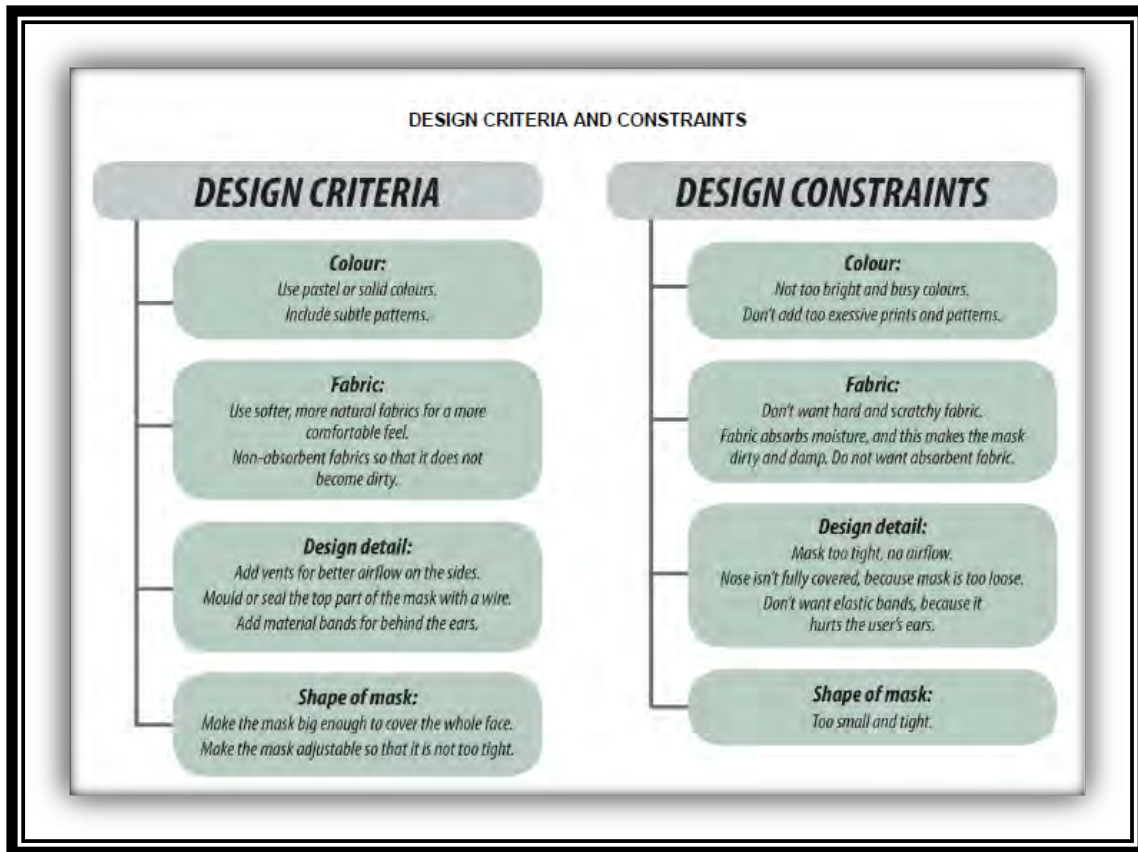 DESIGN CRITERIA AND CONSTRAINTS
DESIGN CRITERIA
Colour:
Use pastel or solid colours.
Include subtle patterns.
Fabric:
Use softer, more natural fabrics for a more
comfortable feel.
Non-absorbent fabrics so that it does not
become dirty.
Design detail:
Add vents for better airflow on the sides.
Mould or seal the top part of the mask with a wire.
Add material bands for behind the ears.
Shape of mask:
Make the mask big enough to cover the whole face.
Make the mask adjustable so that it is not too tight.
DESIGN CONSTRAINTS
Colour:
Not too bright and busy colours.
Don't add too exessive prints and patterns.
Fabric:
Don't want hard and scratchy fabric.
Fabric absorbs moisture, and this makes the mask
dirty and damp. Do not want absorbent fabric.
Design detail:
Mask too tight, no airflow.
Nose isn't fully covered, because mask is too loose.
Don't want elastic bands, because it
hurts the user's ears.
Shape of mask:
Too small and tight.